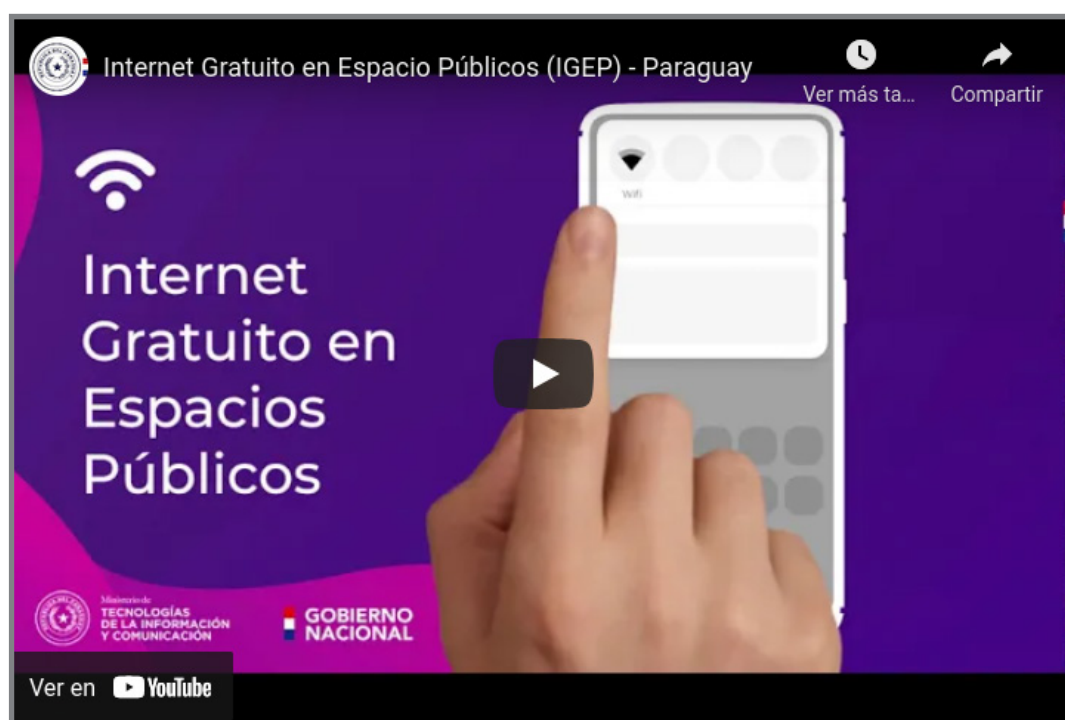 Internet Gratuito en Espacio Públicos (IGEP) - Paraguay
Ver más ta...
Compartir
Wifi
Internet
Gratuito en
Espacios
Públicos
Ministerio de
TECNOLOGÍAS
DE LA INFORMACIÓN
Y COMUNICACIÓN
GOBIERNO
NACIONAL
Ver en YouTube